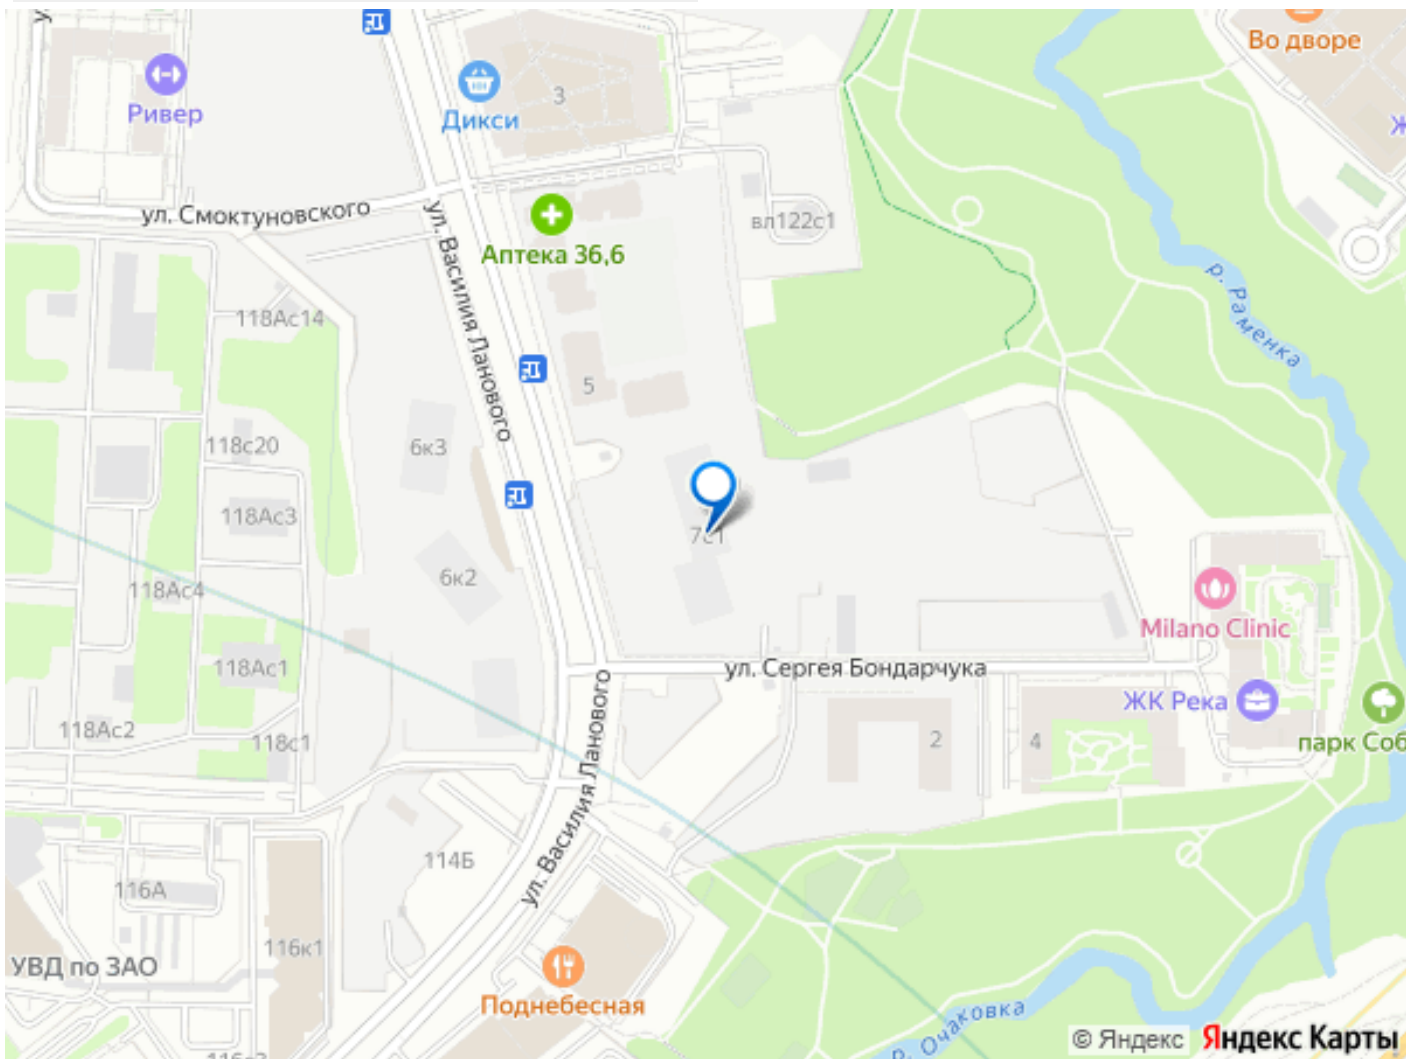 Во дворе
Ривер
3
Дикси
ул. Смоктуновского
вл122с1
Аптека 36,6
ул. Василия Ланового
р. Раменка
118Ас14
5
118с20
6к3
118Ас3
7с1
6к2
118Ас4
Milano Clinic
118Ас1
ул. Сергея Бондарчука
ЖК Река
118Ас2
118с1
2
4
парк Соб
ул. Василия Ланового
114Б
116А
116к1
УВД по ЗАО
Поднебесная
р. Очаковка
© Яндекс Яндекс Карты